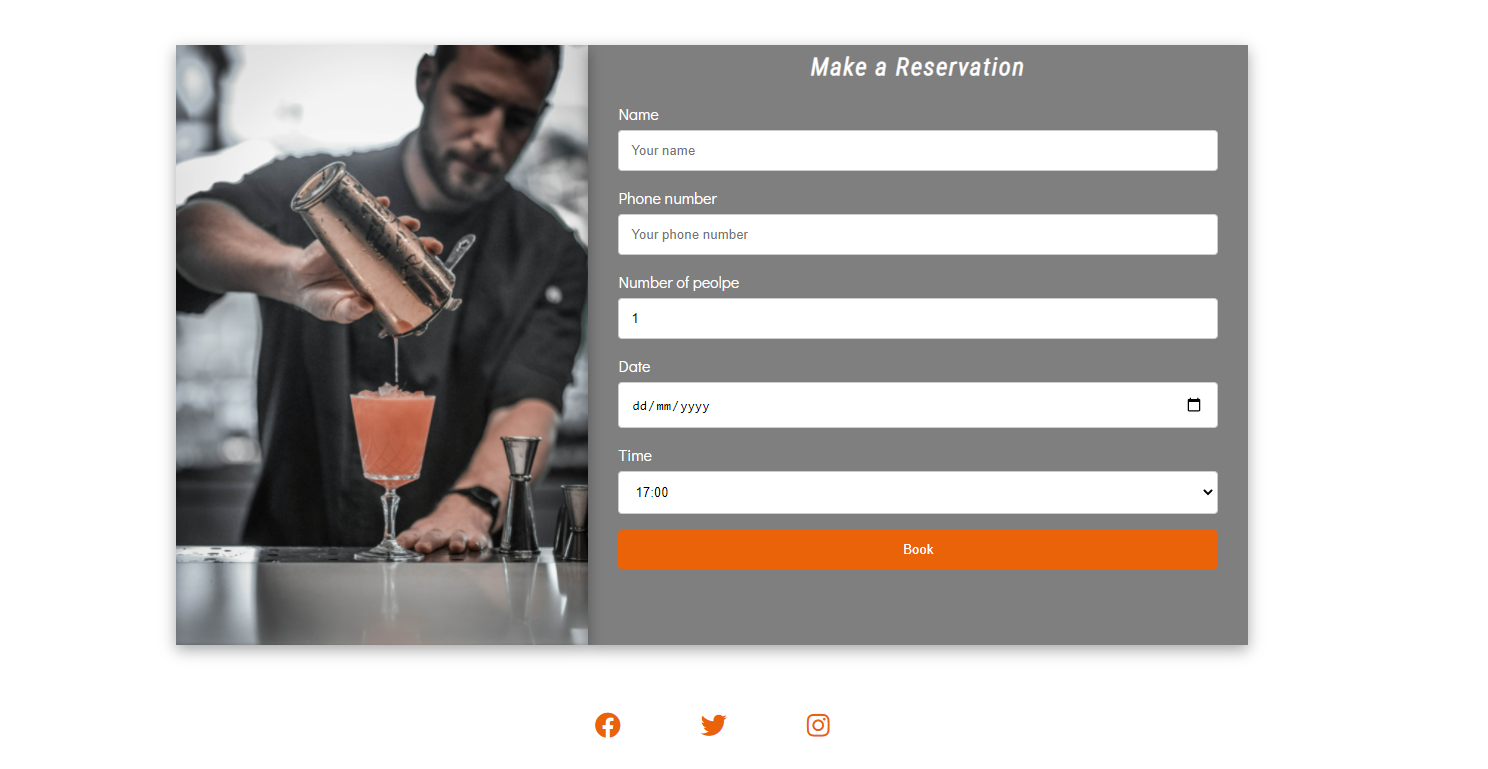 Make a Reservation
Name
Your name
Phone number
Your phone number
Number of peolpe
1
Date
dd/mm/yyyy
Time
17:00
Book